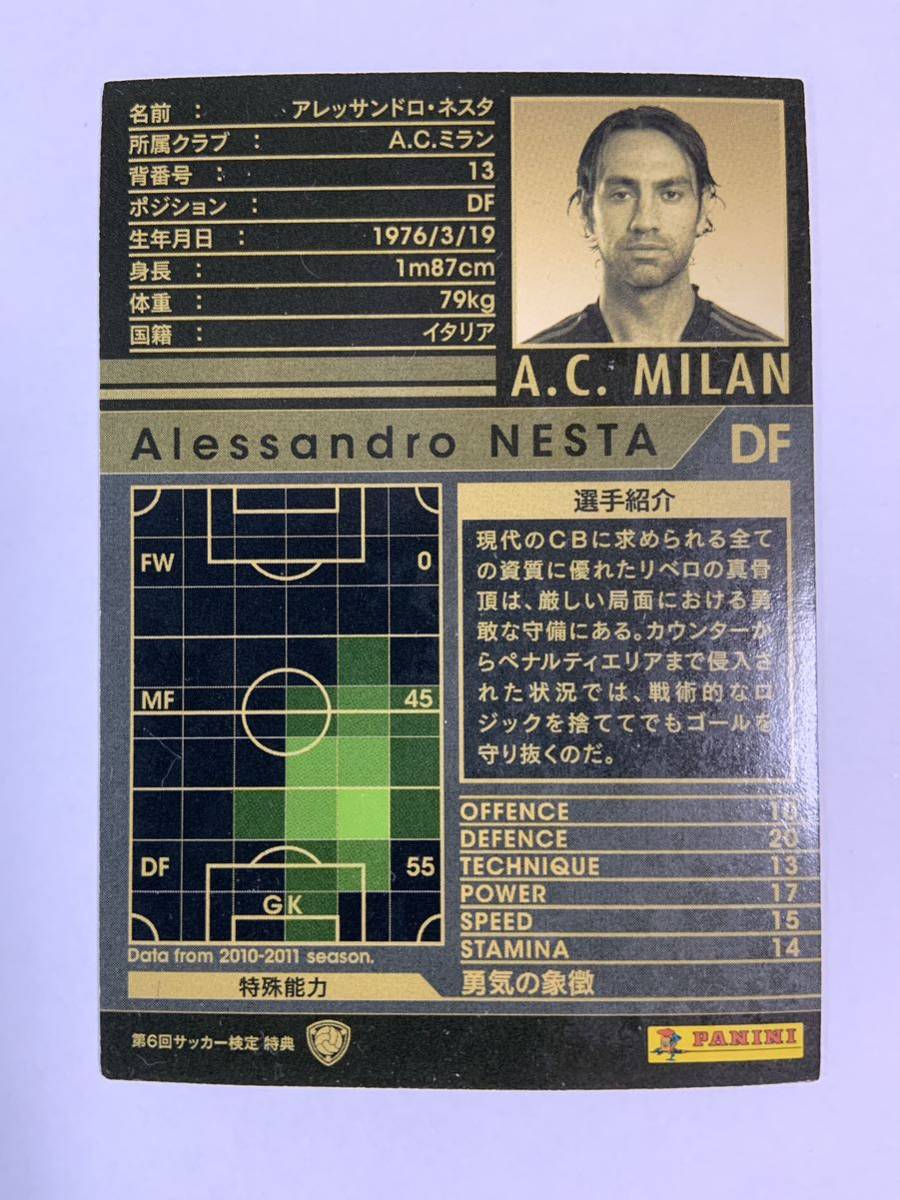 名前 : アレッサンドロ・ネスタ
所属クラブ : A.C.ミラン
背番号 : 13
ポジション : DF
生年月日 : 1976/3/19
身長 : 1m87cm
体重 : 79kg
国籍 : イタリア
A.C. MILAN
Alessandro NESTA DF
FW 0
MF 45
DF 55
GK
Data from 2010-2011 season.
選手紹介
現代のCBに求められる全て
の資質に優れたリベロの真骨
頂は、厳しい局面における勇
敢な守備にある。カウンターか
らペナルティエリアまで侵入さ
れた状況では、戦術的なロ
ジックを捨ててでもゴールを
守り抜くのだ。
OFFENCE
DEFENCE 20
TECHNIQUE 13
POWER 17
SPEED 15
STAMINA 14
特殊能力 勇気の象徴
第6回サッカー検定 特典
PANINI